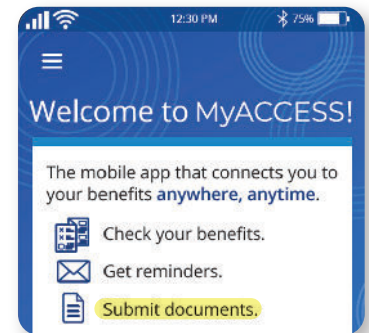 12:30 PM 75%
Welcome to MyACCESS!
The mobile app that connects you to
your benefits anywhere, anytime.
Check your benefits.
Get reminders.
Submit documents.